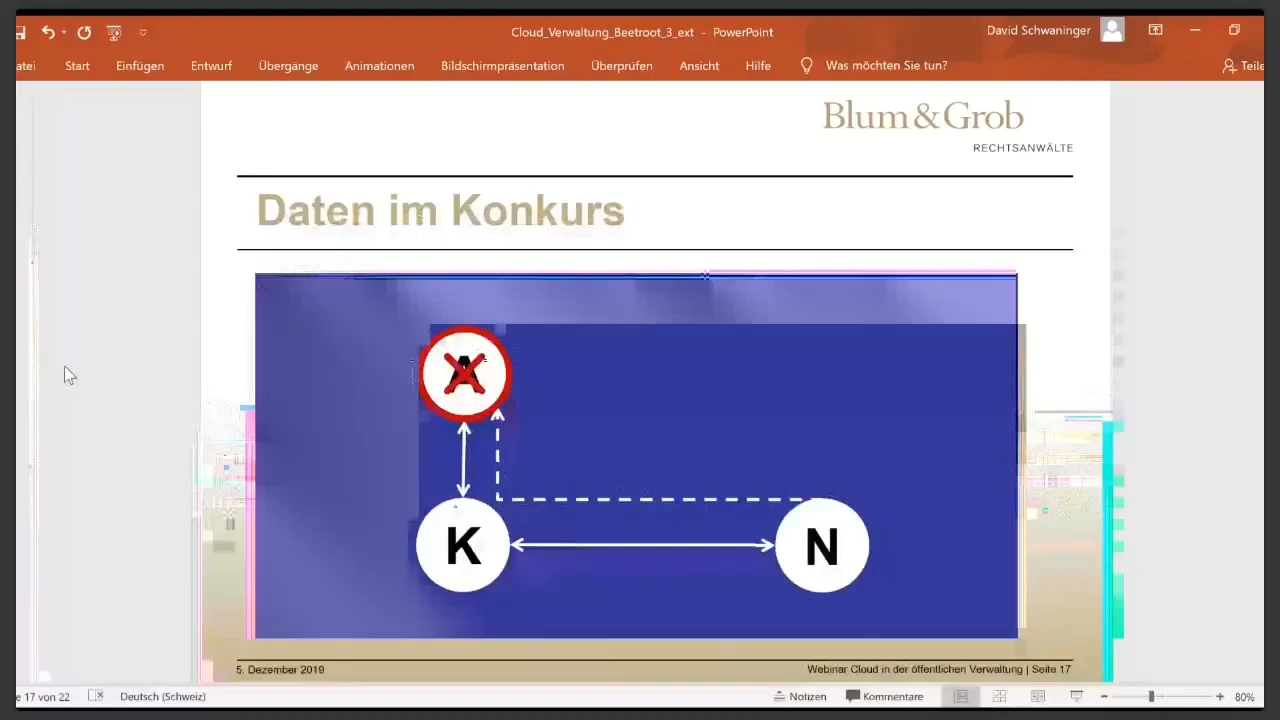 Cloud_Verwaltung_Beetroot_3_ext - PowerPoint
David Schwaninger
atei Start Einfügen Entwurf Übergänge Animationen Bildschirmpräsentation Überprüfen Ansicht Hilfe Was möchten Sie tun? Teile
Blum&Grob
RECHTSANWÄLTE
Daten im Konkurs
A
K
N
5. Dezember 2019
Webinar Cloud in der öffentlichen Verwaltung | Seite 17
e 17 von 22 Deutsch (Schweiz) Notizen Kommentare 80%